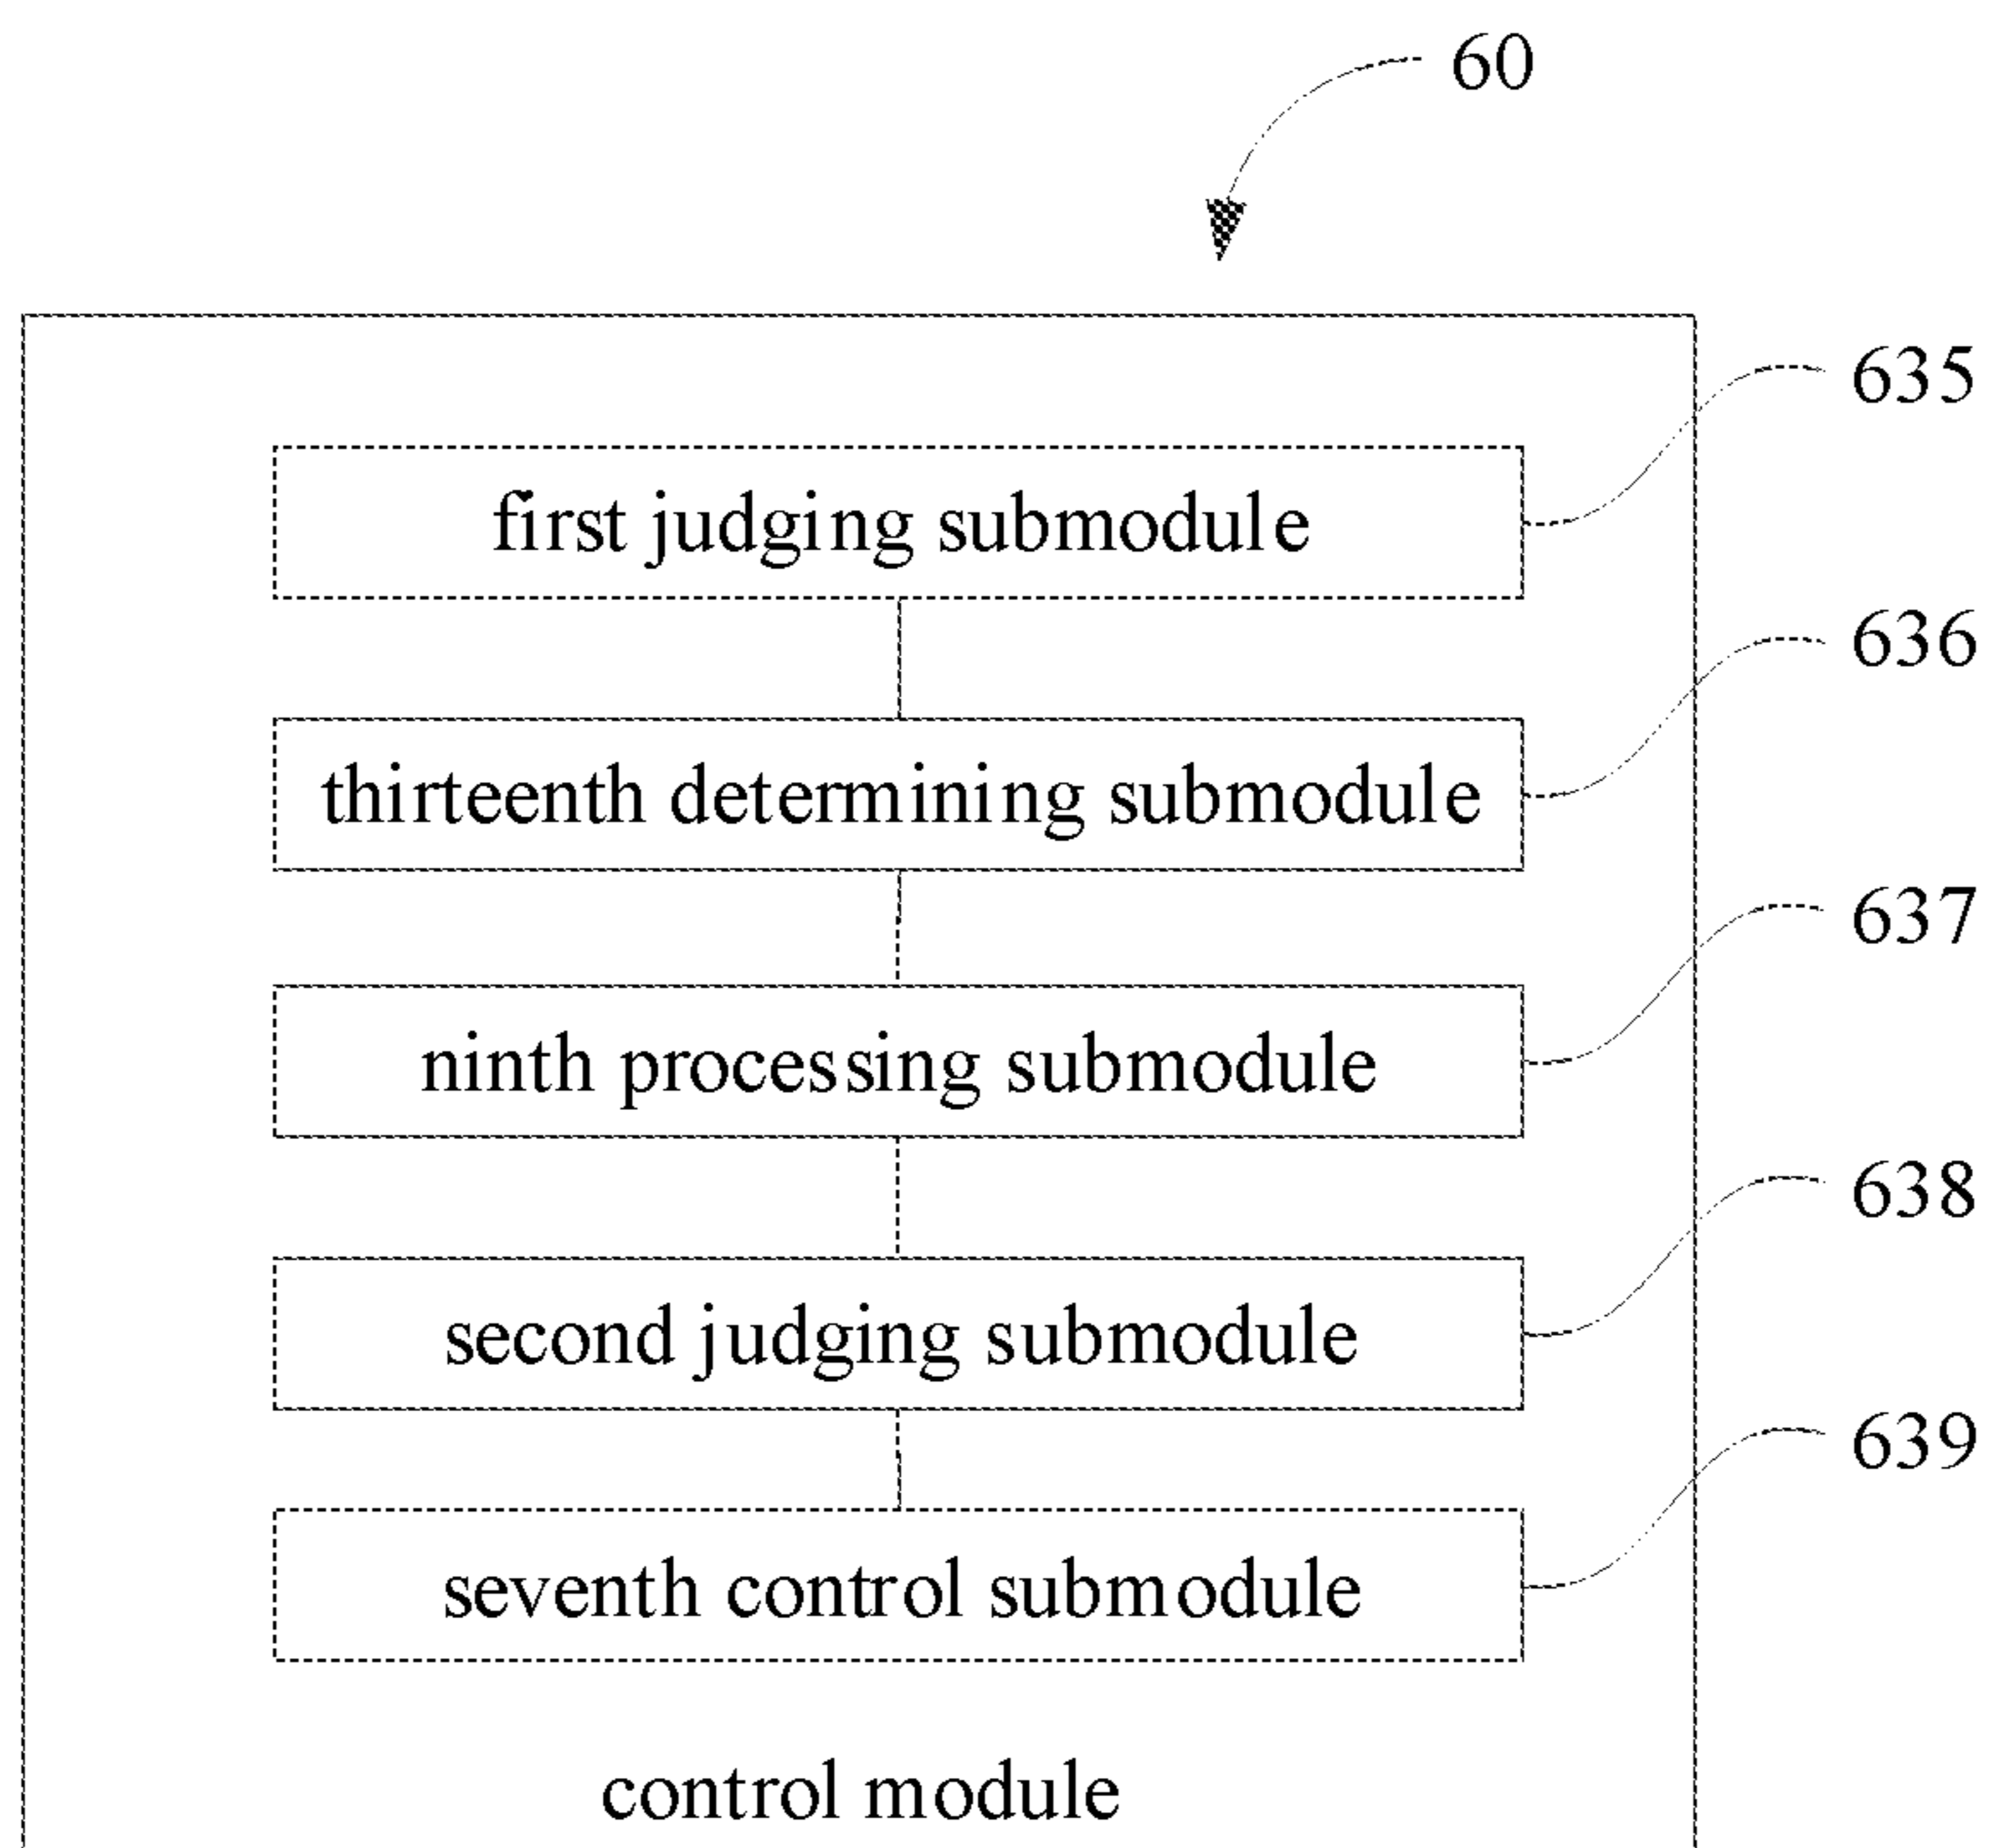 60
635
first judging submodule
636
thirteenth determining submodule
637
ninth processing submodule
638
second judging submodule
639
seventh control submodule
control module